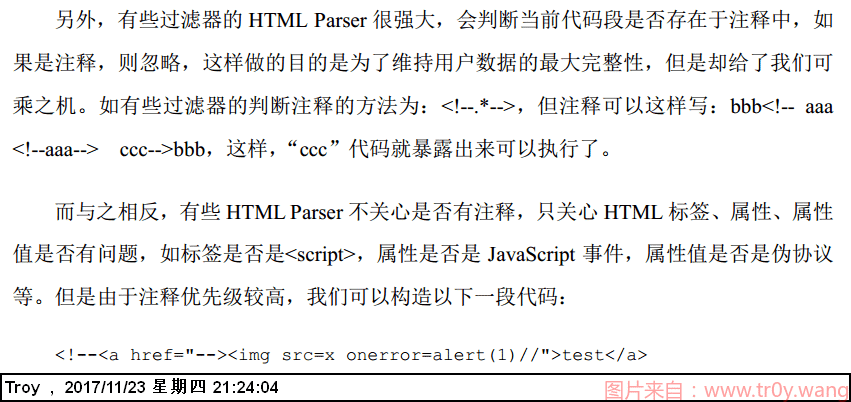 另外，有些过滤器的 HTML Parser 很强大，会判断当前代码段是否存在于注释中，如
果是注释，则忽略，这样做的目的是为了维持用户数据的最大完整性，但是却给了我们可
乘之机。如有些过滤器的判断注释的方法为：<!--.*-->，但注释可以这样写：bbb<!-- aaa
<!--aaa--> ccc-->bbb，这样，“ccc”代码就暴露出来可以执行了。
而与之相反，有些 HTML Parser 不关心是否有注释，只关心 HTML 标签、属性、属性
值是否有问题，如标签是否是<script>，属性是否是 JavaScript 事件，属性值是否是伪协议
等。但是由于注释优先级较高，我们可以构造以下一段代码：
<!--<a href="--><img src=x onerror=alert(1)//">test</a>
Troy , 2017/11/23 星期四 21:24:04
图片来自：www.tr0y.wang